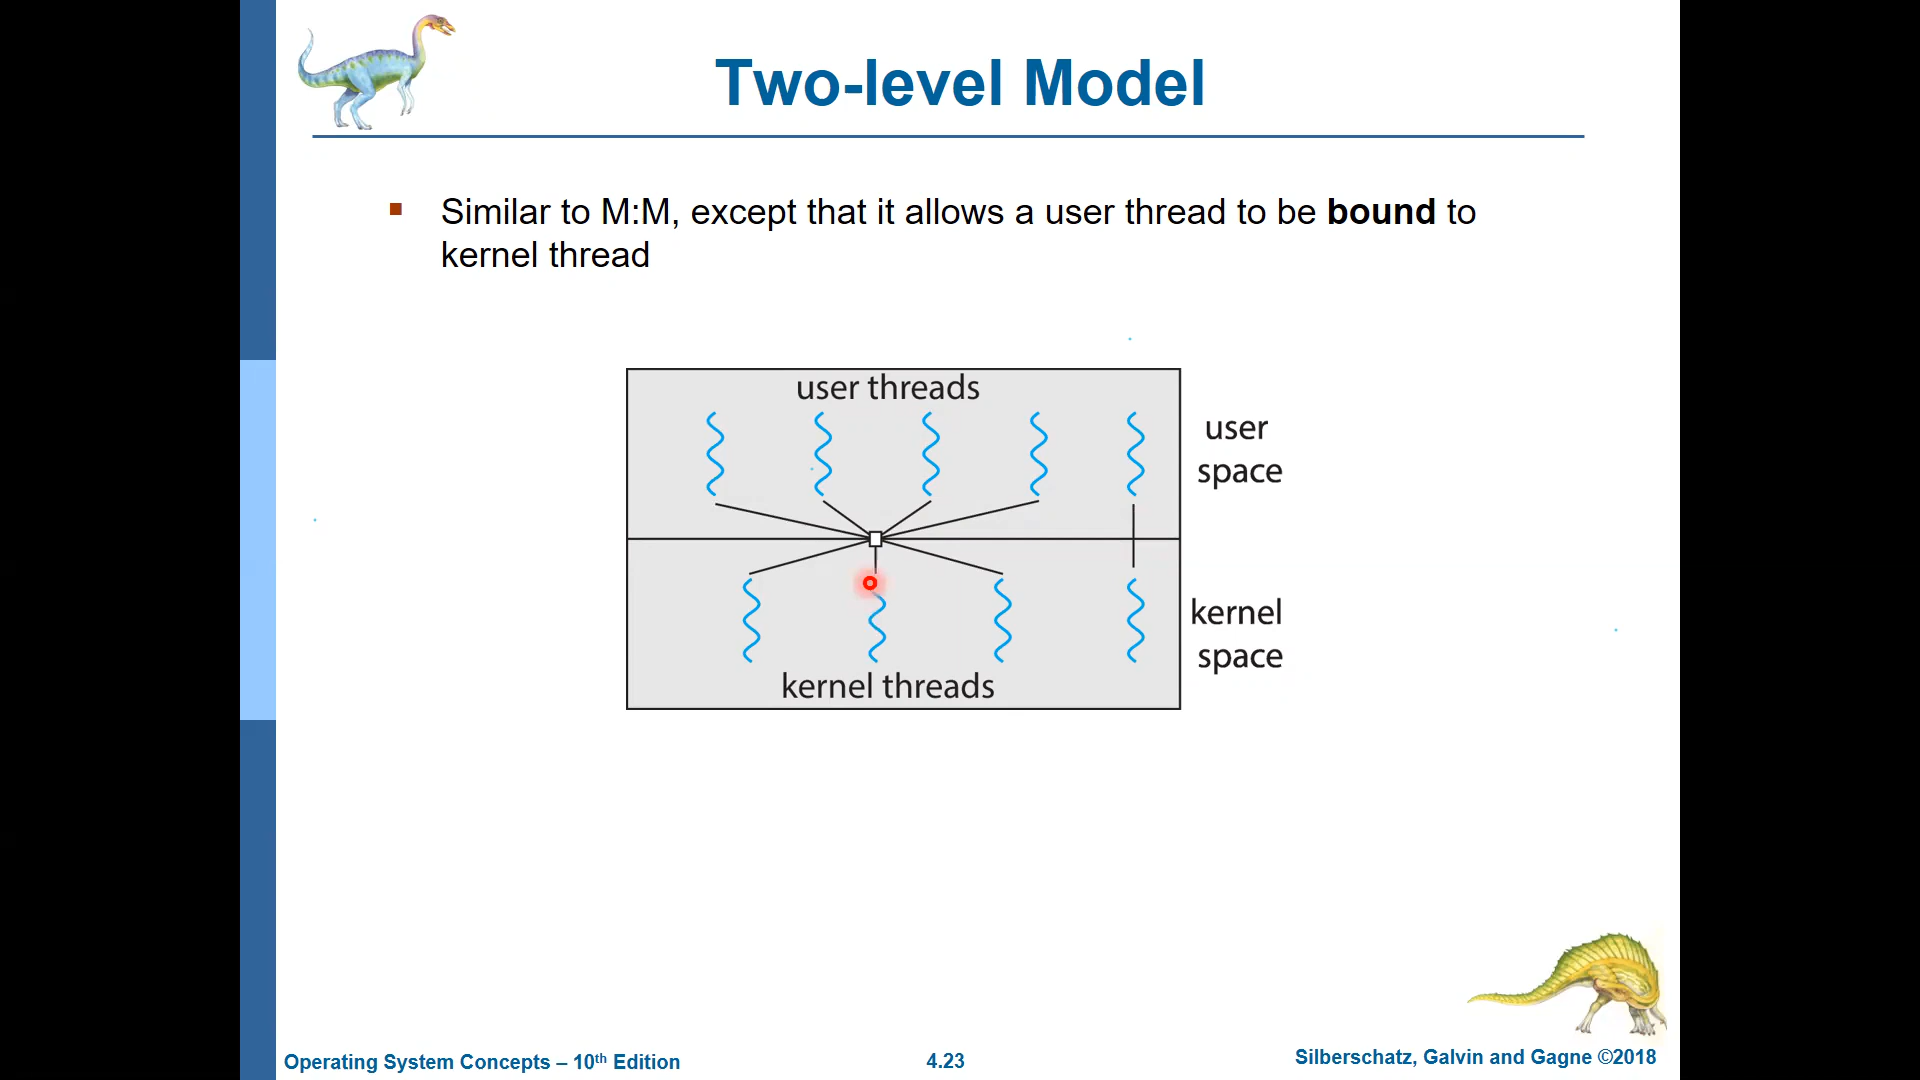 Two-level Model
▪ Similar to M:M, except that it allows a user thread to be bound to
kernel thread
user threads
user
space
kernel
space
kernel threads
Operating System Concepts – 10th Edition
4.23
Silberschatz, Galvin and Gagne ©2018